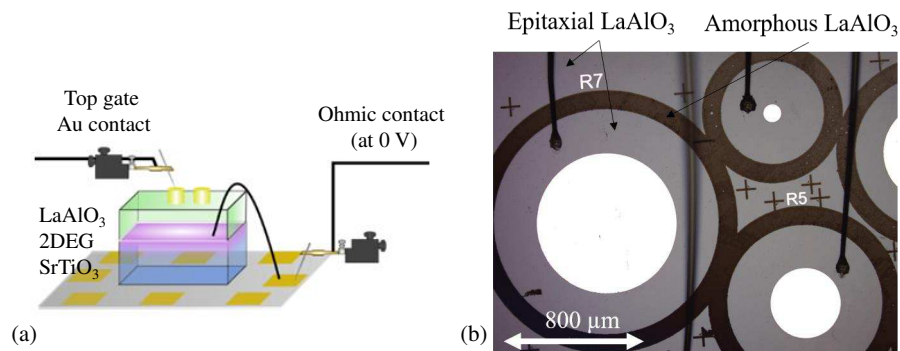 Top gate
Au contact
Ohmic contact
(at 0 V)
LaAlO₃
2DEG
SrTiO₃
(a)
Epitaxial LaAlO₃
Amorphous LaAlO₃
R7
R5
800 µm
(b)